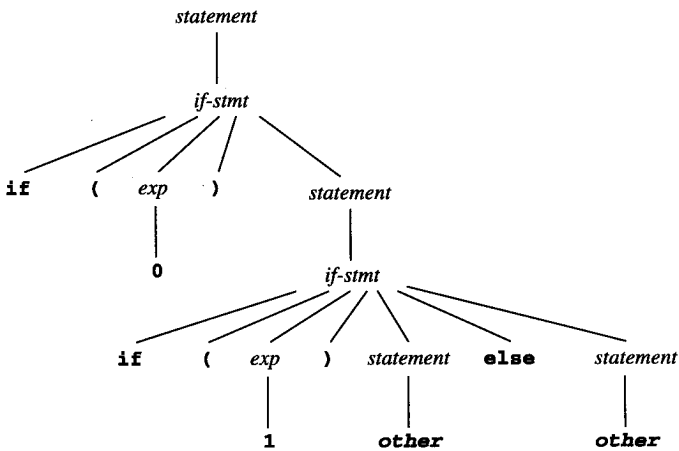 statement
if-stmt
if ( exp ) statement
0
if-stmt
if ( exp ) statement else statement
1 other other